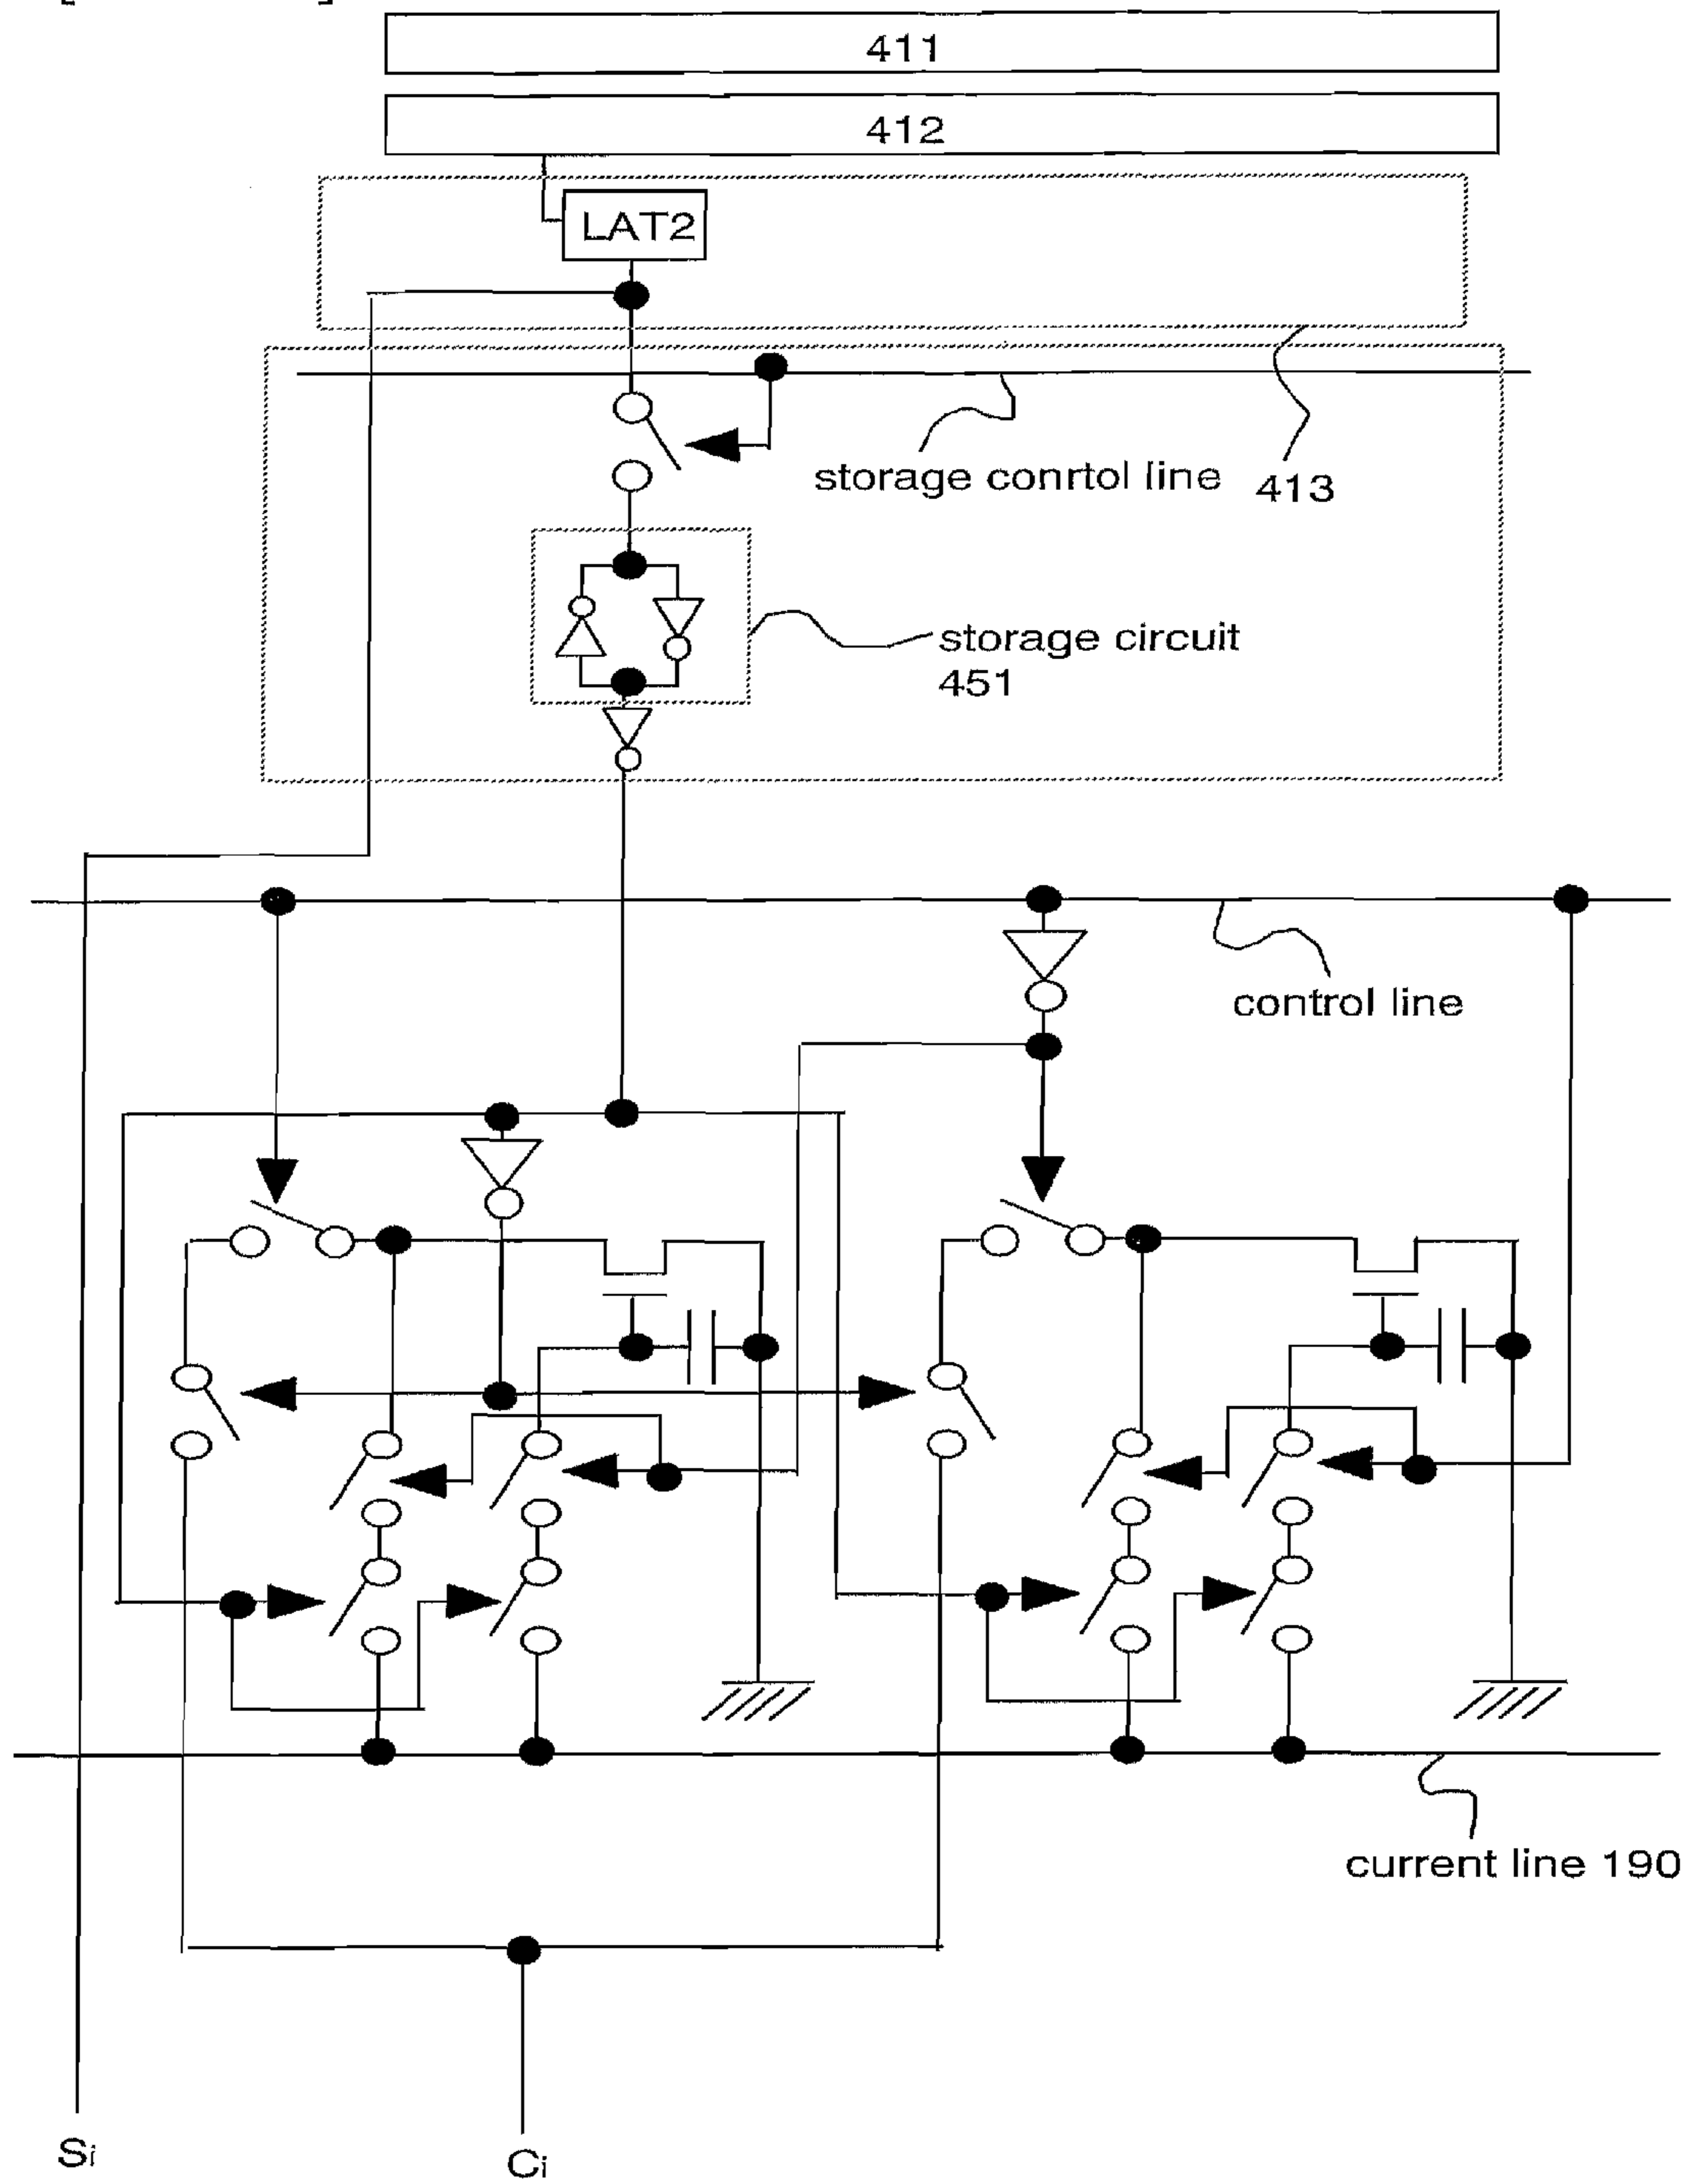 411
412
LAT2
storage conrtol line
413
storage circuit
451
control line
current line 190
Si
Ci